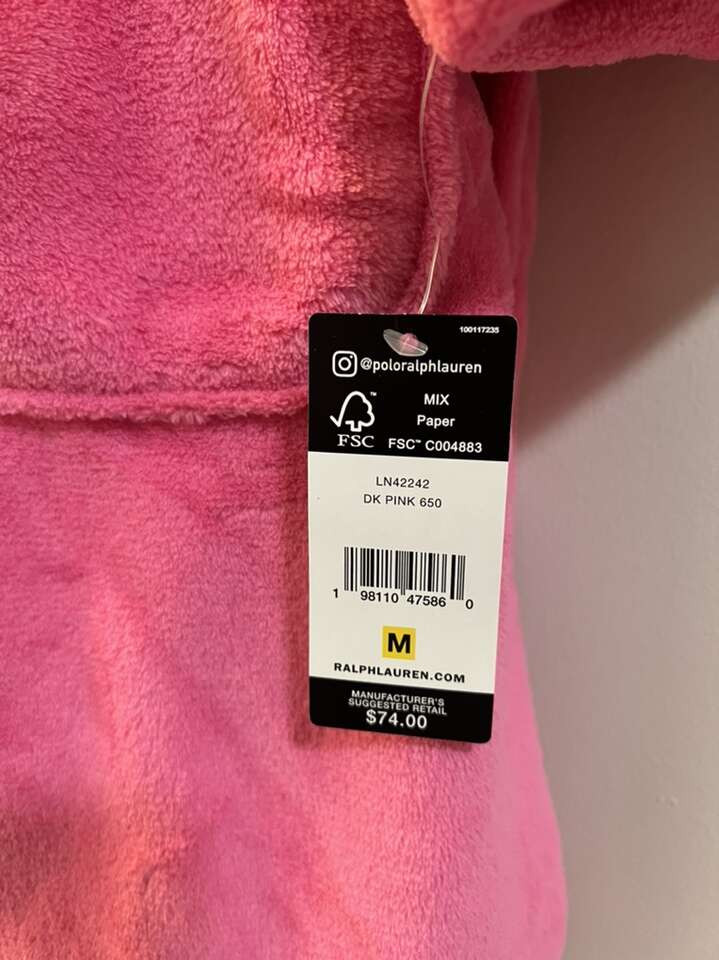 100117235
@poloralphlauren
MIX
Paper
FSC™ C004883
FSC
LN42242
DK PINK 650
1 98110 47586 0
M
RALPHLAUREN.COM
MANUFACTURER'S
SUGGESTED RETAIL
$74.00